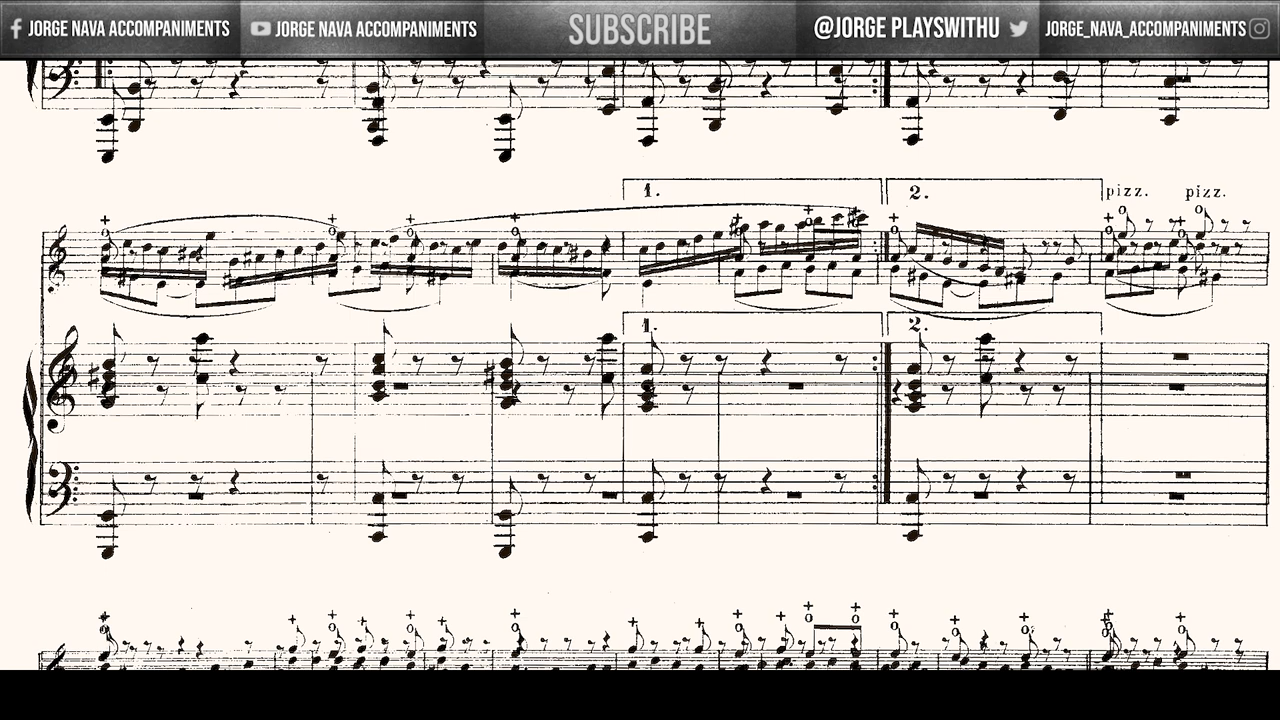 JORGE NAVA ACCOMPANIMENTS JORGE NAVA ACCOMPANIMENTS SUBSCRIBE @JORGE PLAYSWITHU JORGE_NAVA_ACCOMPANIMENTS
1. 2. pizz. pizz.
1. 2.